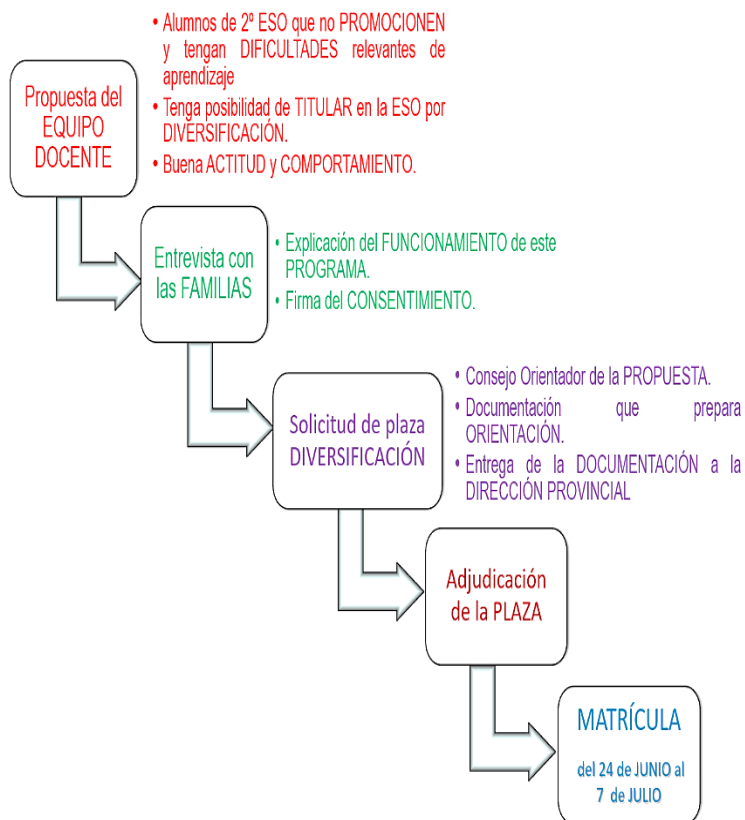 Propuesta del
EQUIPO
DOCENTE
• Alumnos de 2º ESO que no PROMOCIONEN
y tengan DIFICULTADES relevantes de
aprendizaje
• Tenga posibilidad de TITULAR en la ESO por
DIVERSIFICACIÓN.
• Buena ACTITUD y COMPORTAMIENTO.
Entrevista con
las FAMILIAS
• Explicación del FUNCIONAMIENTO de este
PROGRAMA.
• Firma del CONSENTIMIENTO.
Solicitud de plaza
DIVERSIFICACIÓN
• Consejo Orientador de la PROPUESTA.
• Documentación que prepara
ORIENTACIÓN.
• Entrega de la DOCUMENTACIÓN a la
DIRECCIÓN PROVINCIAL
Adjudicación
de la PLAZA
MATRÍCULA
del 24 de JUNIO al
7 de JULIO